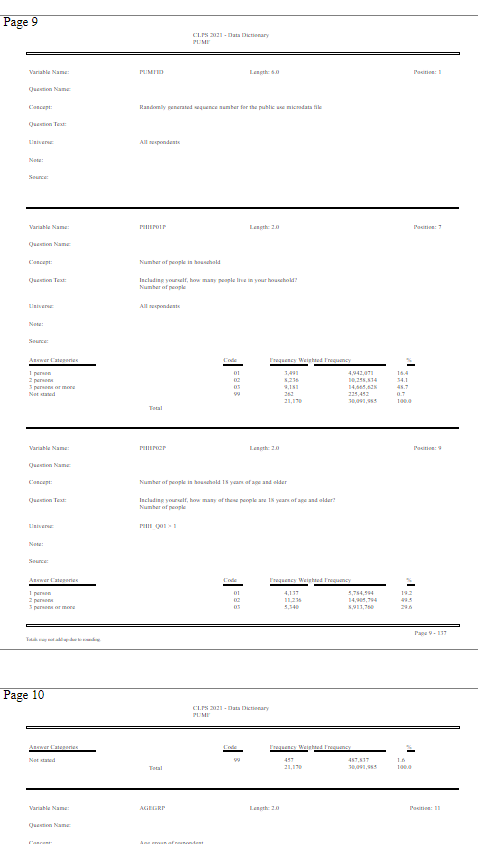 Page 9
CLPS 2021 - Data Dictionary
PUMF
Variable Name: PUMFID Length: 6.0 Position: 1
Question Name:
Concept: Randomly generated sequence number for the public use microdata file
Question Text:
Universe: All respondents
Note:
Source:
Variable Name: PHHP01P Length: 2.0 Position: 7
Question Name:
Concept: Number of people in household
Question Text: Including yourself, how many people live in your household?
Number of people
Universe: All respondents
Note:
Source:
Answer Categories Code Frequency Weighted Frequency %
1 person 01 3,491 4,942,071 16.4
2 persons 02 8,236 10,258,834 34.1
3 persons or more 03 9,181 14,665,628 48.7
Not stated 99 262 225,452 0.7
21,170 30,091,985 100.0
Total
Variable Name: PHHP02P Length: 2.0 Position: 9
Question Name:
Concept: Number of people in household 18 years of age and older
Question Text: Including yourself, how many of these people are 18 years of age and older?
Number of people
Universe: PHH_Q01 > 1
Note:
Source:
Answer Categories Code Frequency Weighted Frequency %
1 person 01 4,137 5,784,594 19.2
2 persons 02 11,236 14,905,794 49.5
3 persons or more 03 5,340 8,913,760 29.6
Page 9 - 137
Totals may not add up due to rounding.
Page 10
CLPS 2021 - Data Dictionary
PUMF
Answer Categories Code Frequency Weighted Frequency %
Not stated 99 457 487,837 1.6
Total 21,170 30,091,985 100.0
Variable Name: AGEGRP Length: 2.0 Position: 11
Question Name:
Concept: Age group of respondent